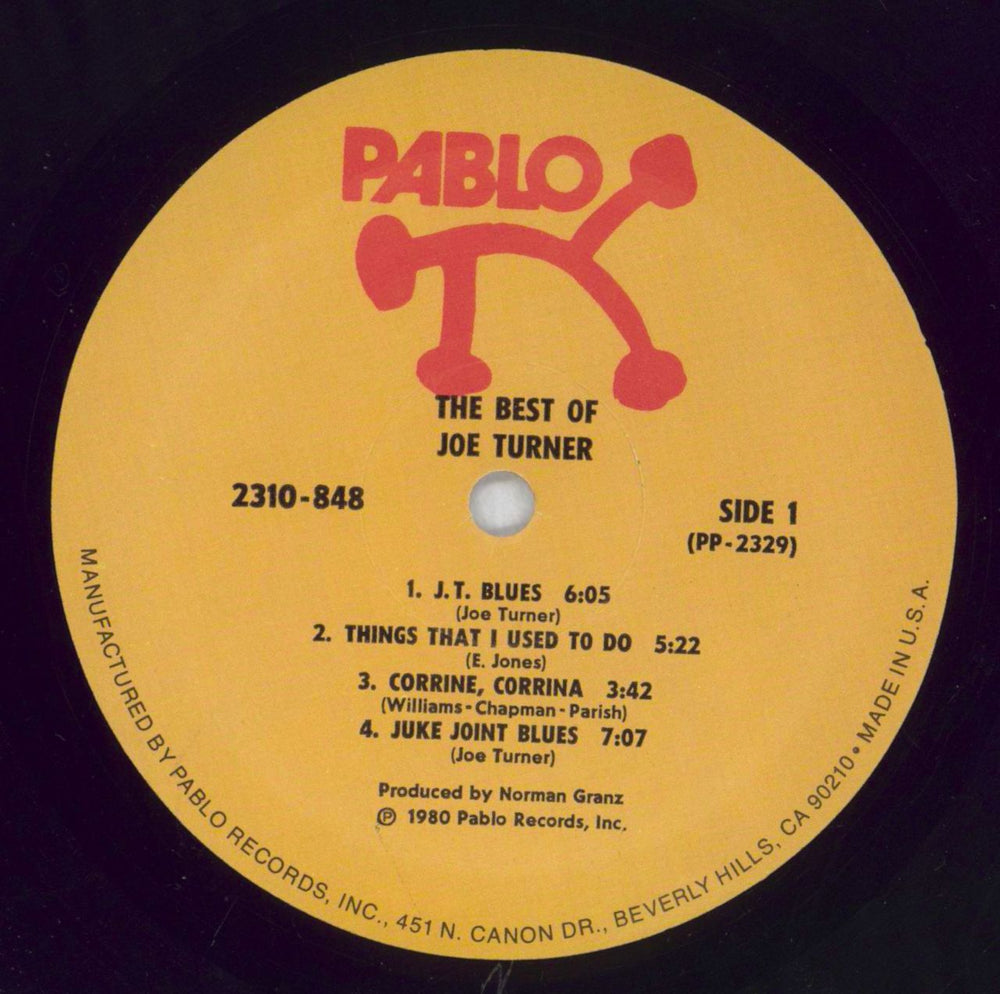 PABLO
THE BEST OF
JOE TURNER
2310-848
SIDE 1
(PP-2329)
1. J.T. BLUES 6:05
(Joe Turner)
2. THINGS THAT I USED TO DO 5:22
(E. Jones)
3. CORRINE, CORRINA 3:42
(Williams-Chapman-Parish)
4. JUKE JOINT BLUES 7:07
(Joe Turner)
Produced by Norman Granz
℗ 1980 Pablo Records, Inc.
MANUFACTURED BY PABLO RECORDS, INC., 451 N. CANON DR., BEVERLY HILLS, CA 90210 • MADE IN U.S.A.